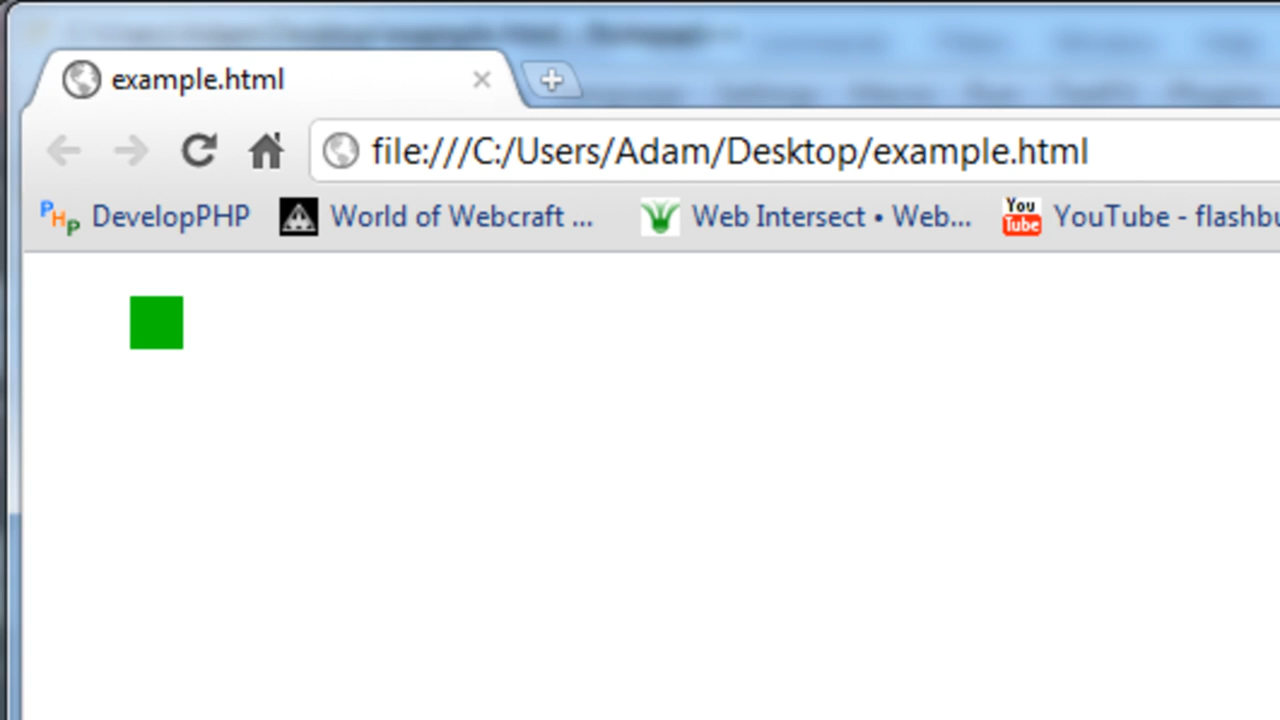 example.html
file:///C:/Users/Adam/Desktop/example.html
PHP DevelopPHP World of Webcraft ... Web Intersect • Web... You Tube YouTube - flashbu